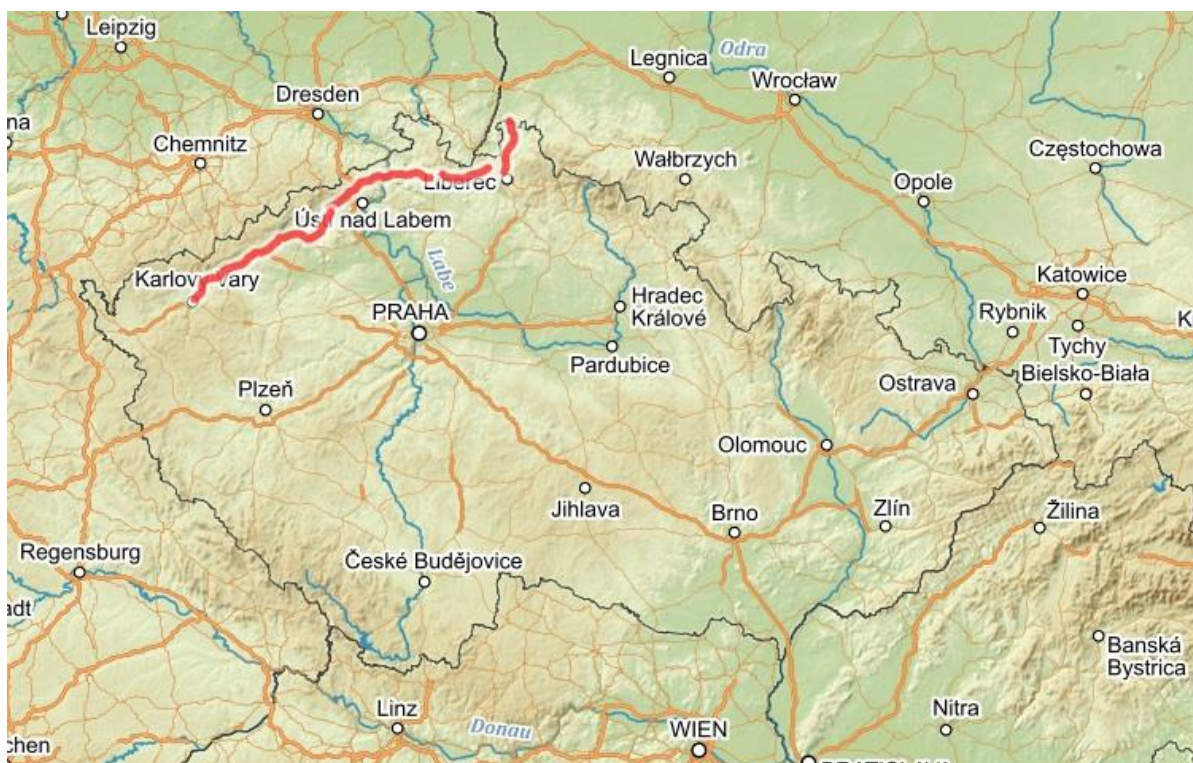 Leipzig
Legnica
Odra
Wrocław
Dresden
na
Chemnitz
Wałbrzych
Częstochowa
Liberec
Opole
Ústí nad Labem
Labe
Karlovy Vary
Katowice
Hradec
Králové
PRAHA
Rybnik
K
Tychy
Pardubice
Bielsko-Biała
Plzeň
Ostrava
Olomouc
Jihlava
Brno
Zlín
Žilina
Regensburg
České Budějovice
adt
Banská
Bystrica
Linz
Donau
WIEN
Nitra
chen